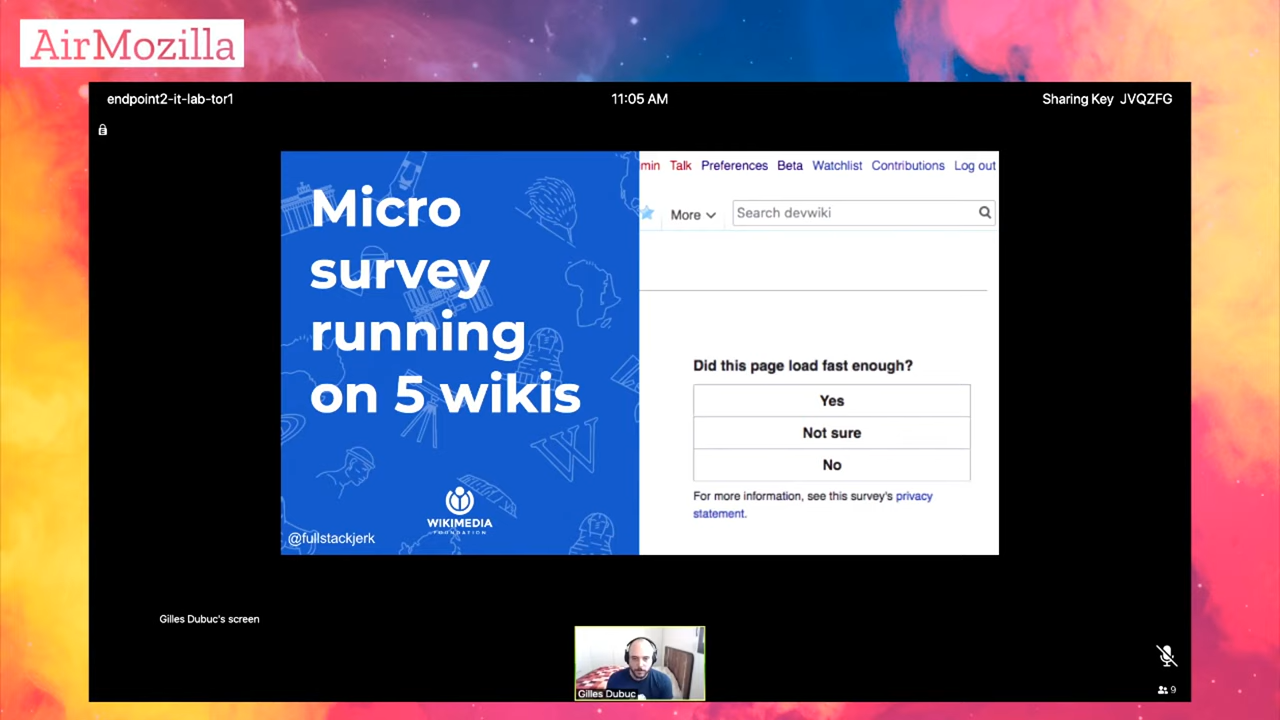 AirMozilla
endpoint2-it-lab-tor1
11:05 AM
Sharing Key JVQZFG
Micro
survey
running
on 5 wikis
WIKIMEDIA
FOUNDATION
@fullstackjerk
min Talk Preferences Beta Watchlist Contributions Log out
More
Search devwiki
Did this page load fast enough?
Yes
Not sure
No
For more information, see this survey's privacy
statement.
Gilles Dubuc's screen
Gilles Dubuc
9